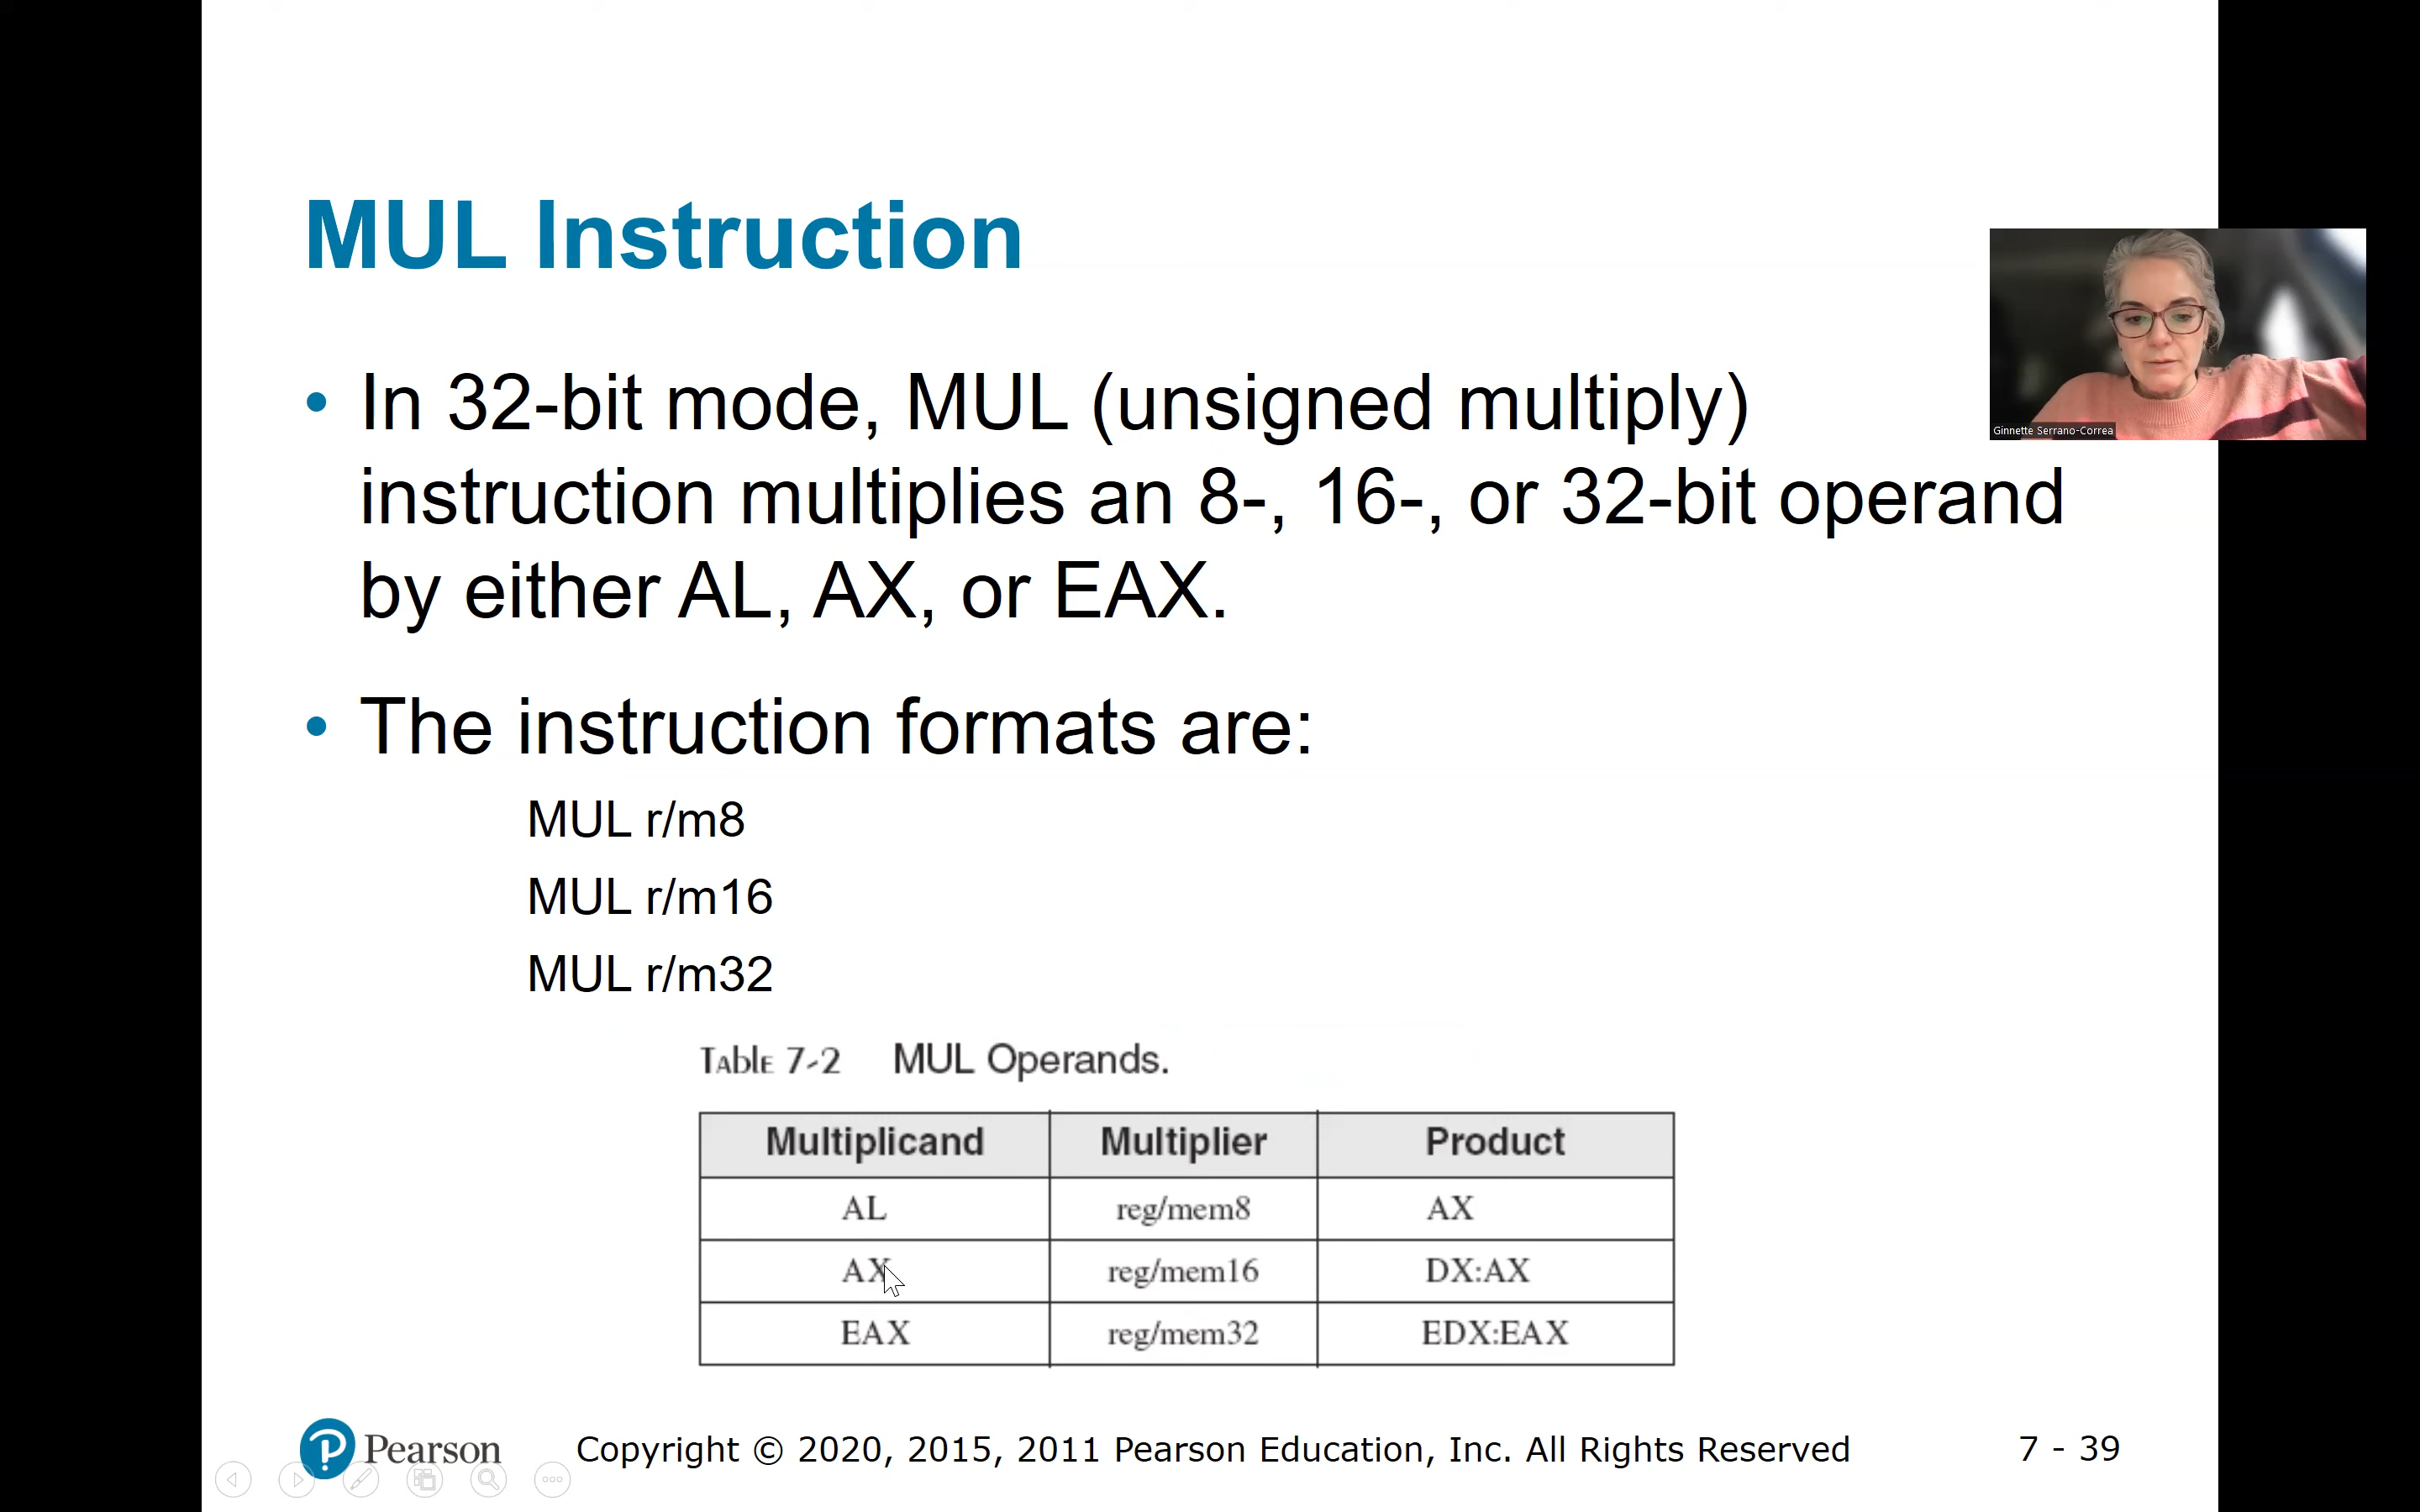 MUL Instruction
• In 32-bit mode, MUL (unsigned multiply)
instruction multiplies an 8-, 16-, or 32-bit operand
by either AL, AX, or EAX.
Ginnette Serrano-Correa
• The instruction formats are:
MUL r/m8
MUL r/m16
MUL r/m32
Table 7-2 MUL Operands.
Multiplicand Multiplier Product
AL reg/mem8 AX
AX reg/mem16 DX:AX
EAX reg/mem32 EDX:EAX
Pearson Copyright © 2020, 2015, 2011 Pearson Education, Inc. All Rights Reserved 7 - 39